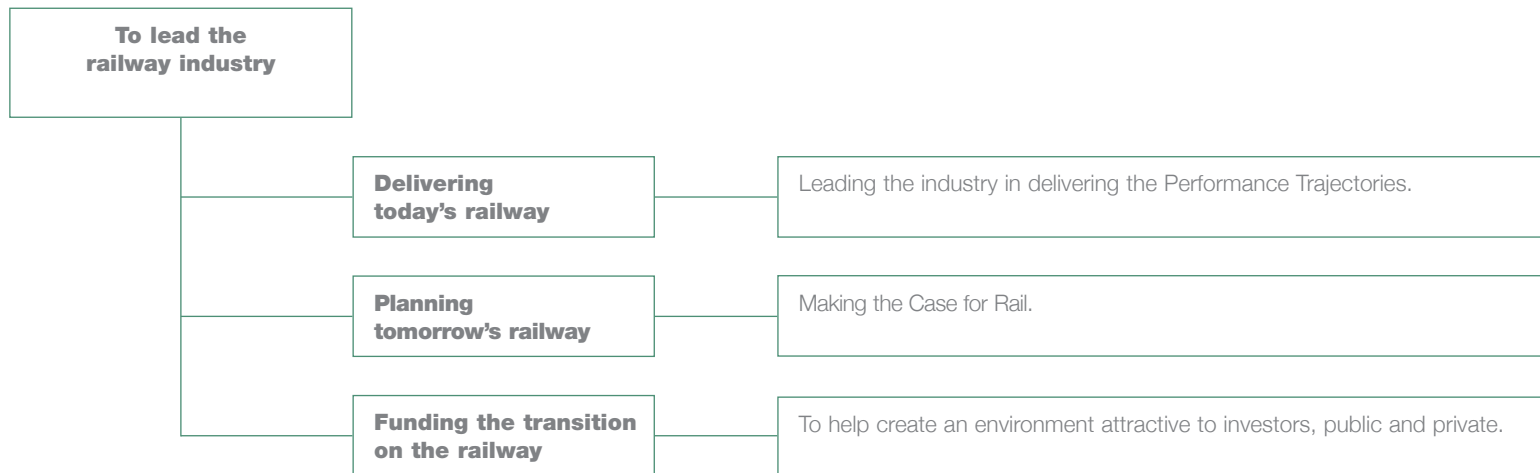 To lead the
railway industry
Delivering
today's railway
Leading the industry in delivering the Performance Trajectories.
Planning
tomorrow's railway
Making the Case for Rail.
Funding the transition
on the railway
To help create an environment attractive to investors, public and private.